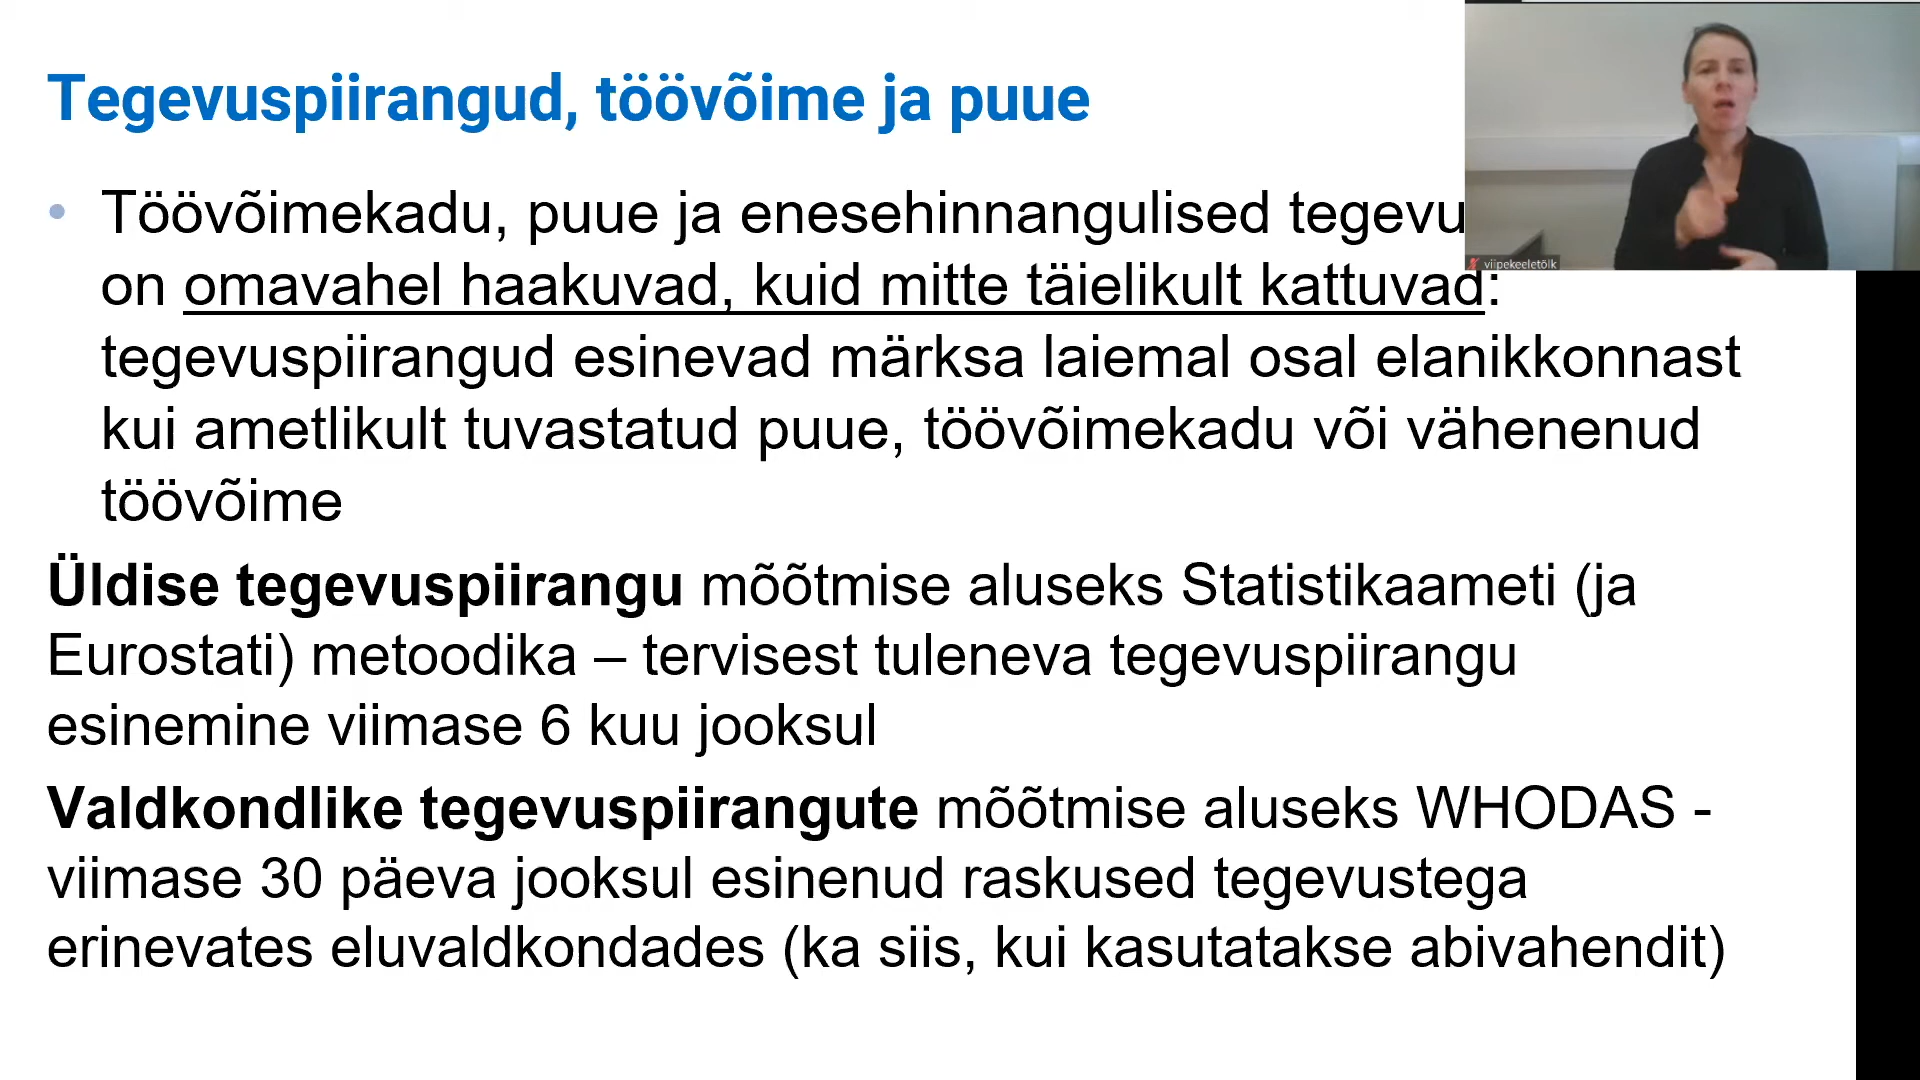 Tegevuspiirangud, töövõime ja puue
• Töövõimekadu, puue ja enesehinnangulised tegevu
on omavahel haakuvad, kuid mitte täielikult kattuvad:
tegevuspiirangud esinevad märksa laiemal osal elanikkonnast
kui ametlikult tuvastatud puue, töövõimekadu või vähenenud
töövõime
Üldise tegevuspiirangu mõõtmise aluseks Statistikaameti (ja
Eurostati) metoodika – tervisest tuleneva tegevuspiirangu
esinemine viimase 6 kuu jooksul
Valdkondlike tegevuspiirangute mõõtmise aluseks WHODAS -
viimase 30 päeva jooksul esinenud raskused tegevustega
erinevates eluvaldkondades (ka siis, kui kasutatakse abivahendit)
viipekeeletõlk